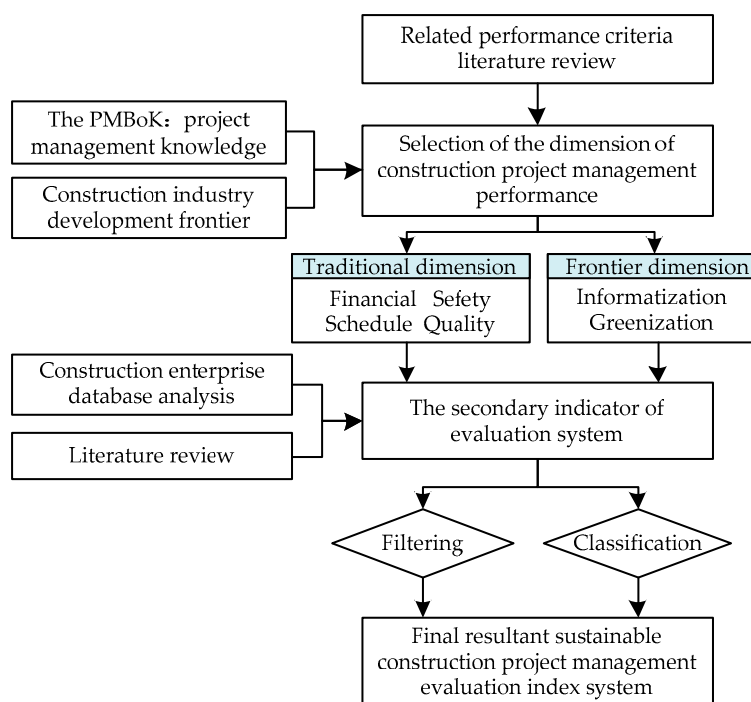 Related performance criteria
literature review
The PMBoK: project
management knowledge
Construction industry
development frontier
Selection of the dimension of
construction project management
performance
Traditional dimension
Financial Sefety
Schedule Quality
Frontier dimension
Informatization
Greenization
Construction enterprise
database analysis
Literature review
The secondary indicator of
evaluation system
Filtering
Classification
Final resultant sustainable
construction project management
evaluation index system